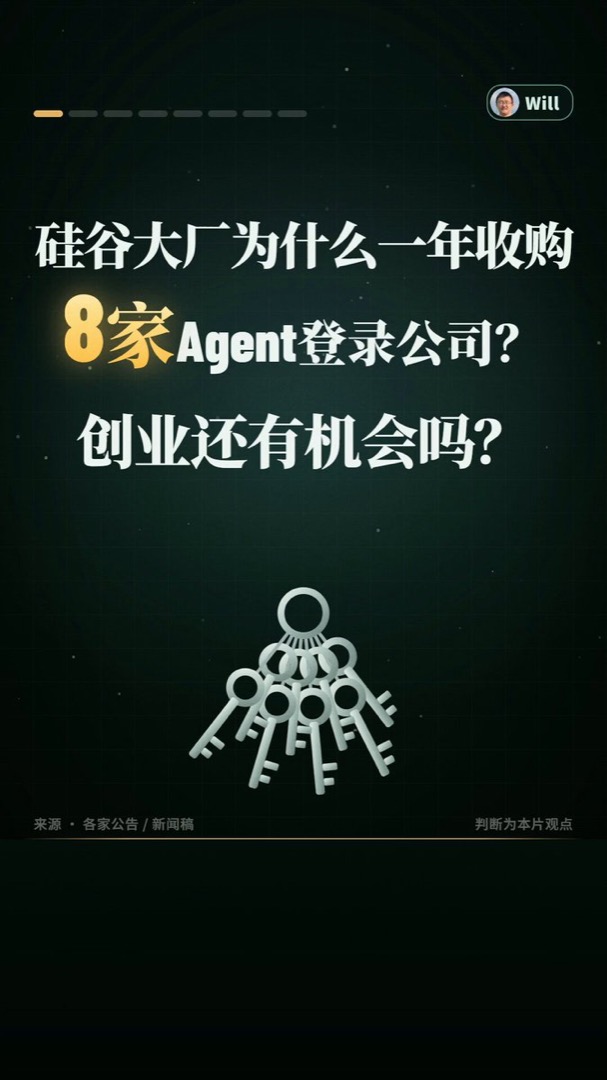 Will
硅谷大厂为什么一年收购
8家Agent登录公司？
创业还有机会吗？
来源 · 各家公告 / 新闻稿
判断为本片观点